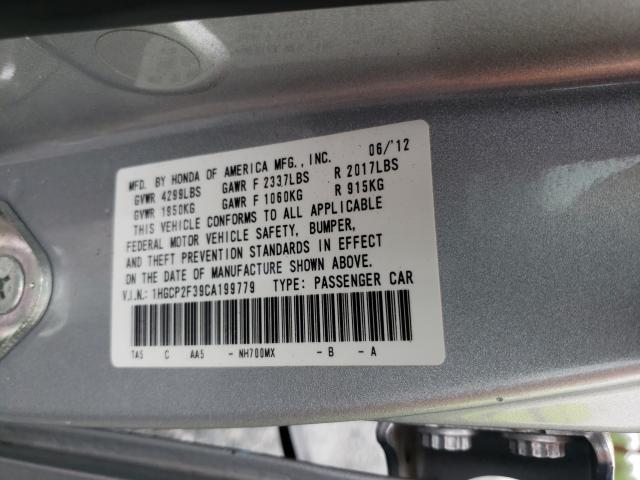 MFD. BY HONDA OF AMERICA MFG., INC. 06/'12
GVWR 4299LBS GAWR F 2337LBS R 2017LBS
GVWR 1950KG GAWR F 1060KG R 915KG
THIS VEHICLE CONFORMS TO ALL APPLICABLE
FEDERAL MOTOR VEHICLE SAFETY, BUMPER,
AND THEFT PREVENTION STANDARDS IN EFFECT
ON THE DATE OF MANUFACTURE SHOWN ABOVE.
V.I.N.: 1HGCP2F39CA199779 TYPE: PASSENGER CAR
TA5 C AA5 - NH700MX - B - A